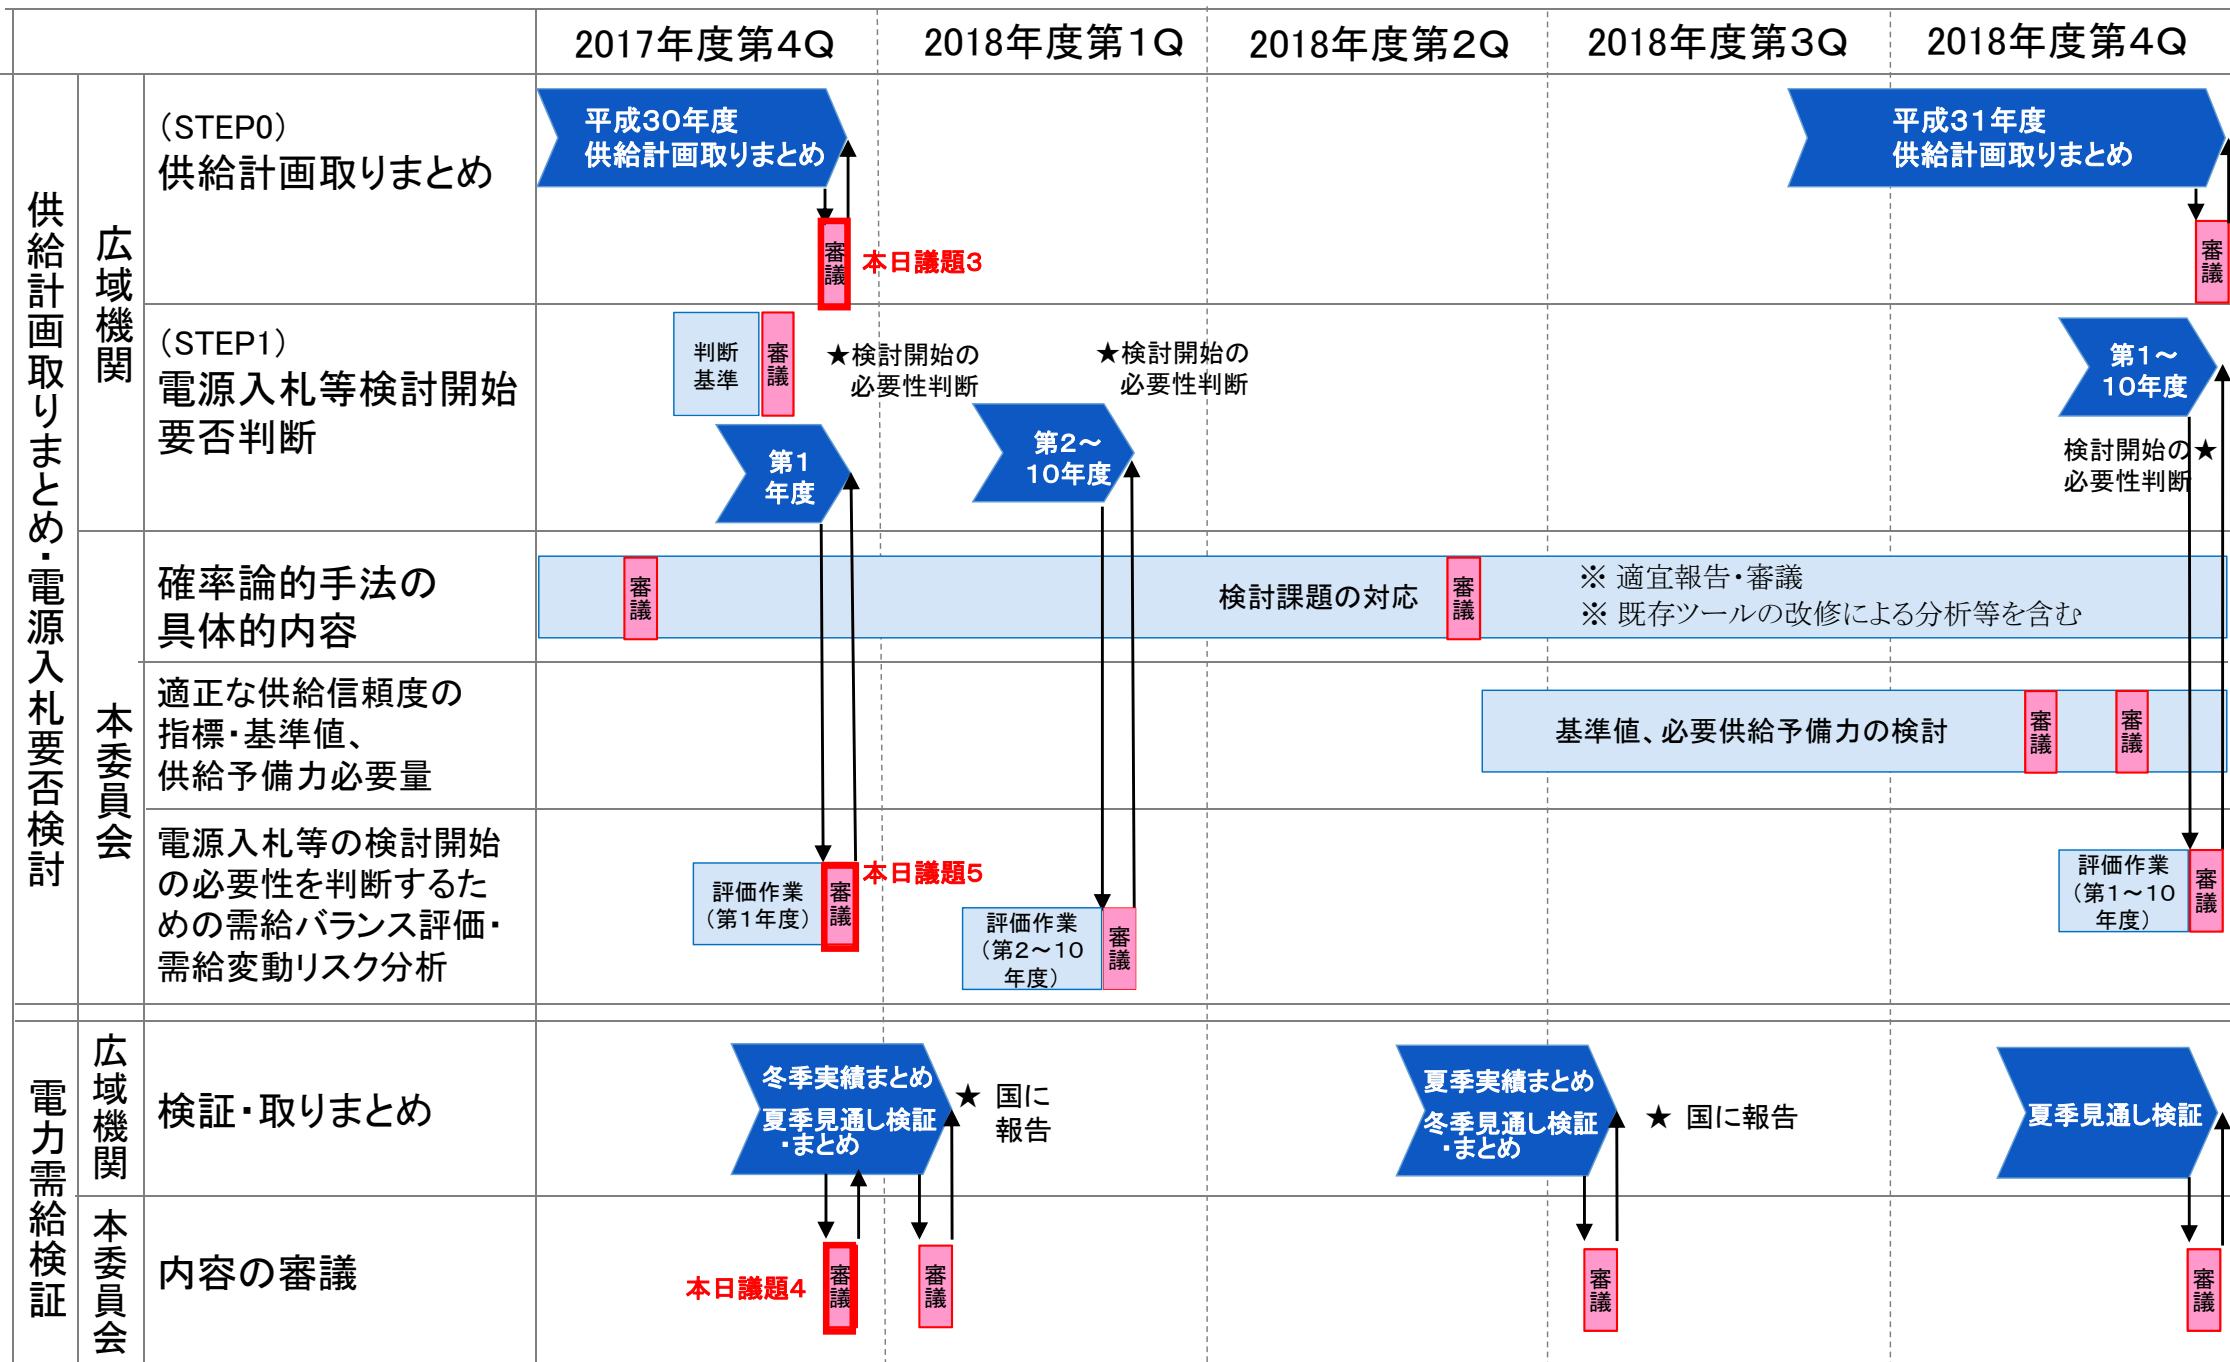 2017年度第4Q
2018年度第1Q
2018年度第2Q
2018年度第3Q
2018年度第4Q
供給計画取りまとめ・電源入札要否検討
広域機関
（STEP0）
供給計画取りまとめ
平成30年度
供給計画取りまとめ
審議
本日議題3
平成31年度
供給計画取りまとめ
審議
（STEP1）
電源入札等検討開始
要否判断
判断
基準
審議
★検討開始の
必要性判断
第1
年度
★検討開始の
必要性判断
第2～
10年度
第1～
10年度
検討開始の★
必要性判断
本委員会
確率論的手法の
具体的内容
審議
検討課題の対応
審議
※ 適宜報告・審議
※ 既存ツールの改修による分析等を含む
適正な供給信頼度の
指標・基準値、
供給予備力必要量
基準値、必要供給予備力の検討
審議
審議
電源入札等の検討開始
の必要性を判断するた
めの需給バランス評価・
需給変動リスク分析
評価作業
（第1年度）
審議
本日議題5
評価作業
（第2～10
年度）
審議
評価作業
（第1～10
年度）
審議
電力需給検証
広域機関
検証・取りまとめ
冬季実績まとめ
夏季見通し検証
・まとめ
★ 国に
報告
夏季実績まとめ
冬季見通し検証
・まとめ
★ 国に報告
夏季見通し検証
本委員会
内容の審議
本日議題4
審議
審議
審議
審議